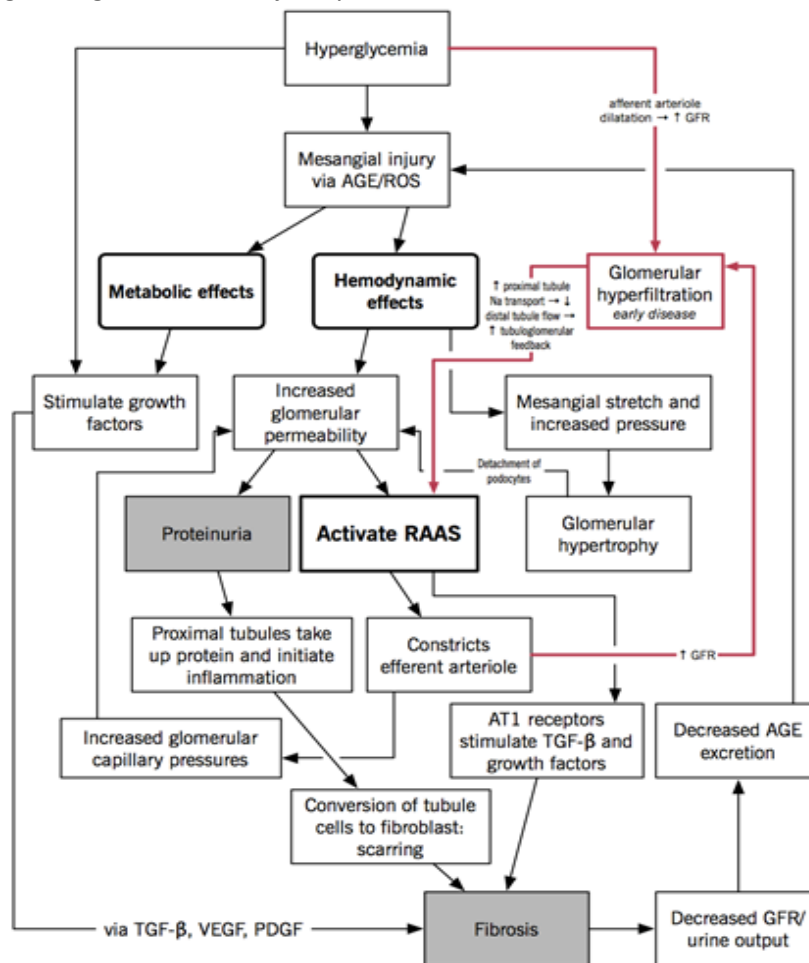 Hyperglycemia
afferent arteriole
dilatation → ↑ GFR
Mesangial injury
via AGE/ROS
Metabolic effects
Hemodynamic
effects
↑ proximal tubule
Na transport → ↓
distal tubule flow →
↑ tubuloglomerular
feedback
Glomerular
hyperfiltration
early disease
Stimulate growth
factors
Increased
glomerular
permeability
Mesangial stretch and
increased pressure
Detachment of
podocytes
Proteinuria
Activate RAAS
Glomerular
hypertrophy
Proximal tubules take
up protein and initiate
inflammation
Constricts
efferent arteriole
↑ GFR
Increased glomerular
capillary pressures
AT1 receptors
stimulate TGF-β and
growth factors
Decreased AGE
excretion
Conversion of tubule
cells to fibroblast:
scarring
via TGF-β, VEGF, PDGF
Fibrosis
Decreased GFR/
urine output